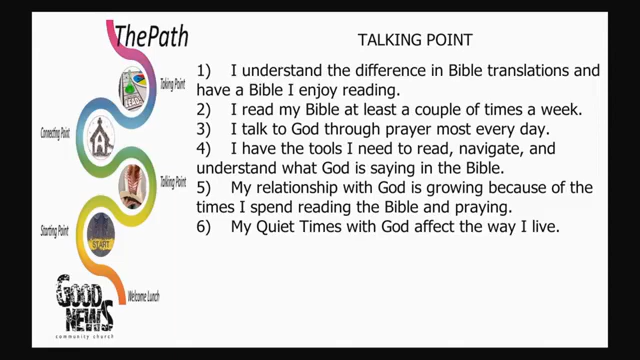 ThePath
TALKING POINT
1) I understand the difference in Bible translations and
have a Bible I enjoy reading.
2) I read my Bible at least a couple of times a week.
3) I talk to God through prayer most every day.
4) I have the tools I need to read, navigate, and
understand what God is saying in the Bible.
5) My relationship with God is growing because of the
times I spend reading the Bible and praying.
6) My Quiet Times with God affect the way I live.
Taking Point
Connecting Point
Talking Point
Starting Point
START
Welcome Lunch
GOOD
NEWS
community church